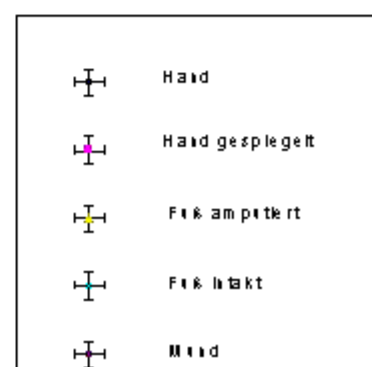 Hand
Hand gespiegelt
Fuß amputiert
Fuß intakt
Mund